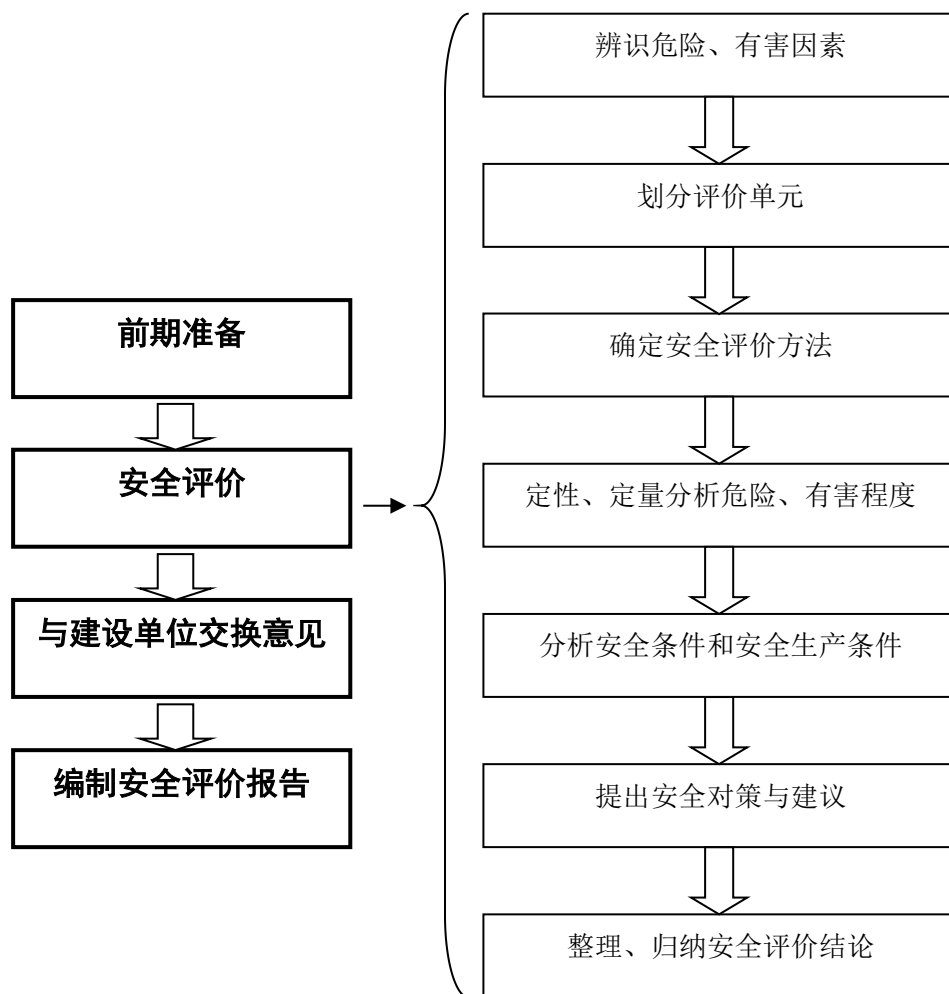 前期准备
安全评价
与建设单位交换意见
编制安全评价报告
辨识危险、有害因素
划分评价单元
确定安全评价方法
定性、定量分析危险、有害程度
分析安全条件和安全生产条件
提出安全对策与建议
整理、归纳安全评价结论